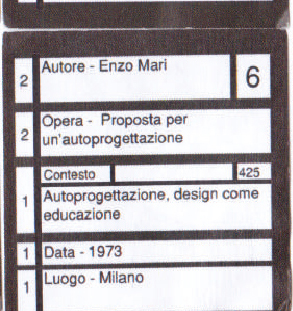 2 Autore - Enzo Mari 6
2 Opera - Proposta per
un'autoprogettazione
Contesto 425
1 Autoprogettazione, design come
educazione
1 Data - 1973
1 Luogo - Milano